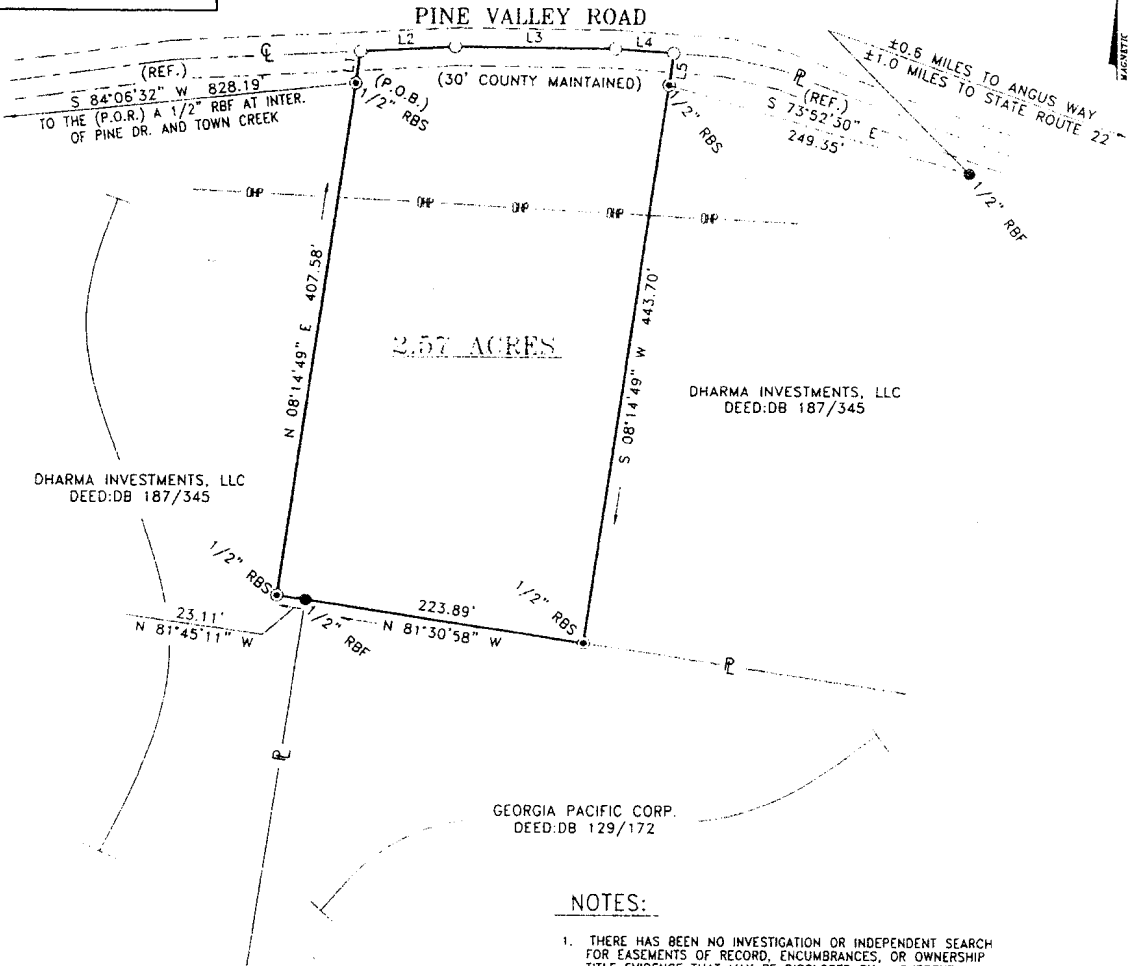 PINE VALLEY ROAD
L2
L3
L4
L1
L5
(REF.)
S 84°06'32" W 828.19'
TO THE (P.O.R.) A 1/2" RBF AT INTER.
OF PINE DR. AND TOWN CREEK
(P.O.B.)
1/2" RBS
(30' COUNTY MAINTAINED)
1/2" RBS
(REF.)
S 73°52'30" E
249.35'
±0.6 MILES TO ANGUS WAY
±1.0 MILES TO STATE ROUTE 22
MAGNETIC
1/2" RBF
OHP
OHP
OHP
OHP
OHP
N 08°14'49" E 407.58'
2.57 ACRES
S 08°14'49" W 443.70'
DHARMA INVESTMENTS, LLC
DEED:DB 187/345
DHARMA INVESTMENTS, LLC
DEED:DB 187/345
1/2" RBS
23.11'
N 81°45'11" W
1/2" RBF
223.89'
N 81°30'58" W
1/2" RBS
GEORGIA PACIFIC CORP.
DEED:DB 129/172
NOTES:
1. THERE HAS BEEN NO INVESTIGATION OR INDEPENDENT SEARCH
FOR EASEMENTS OF RECORD, ENCUMBRANCES, OR OWNERSHIP